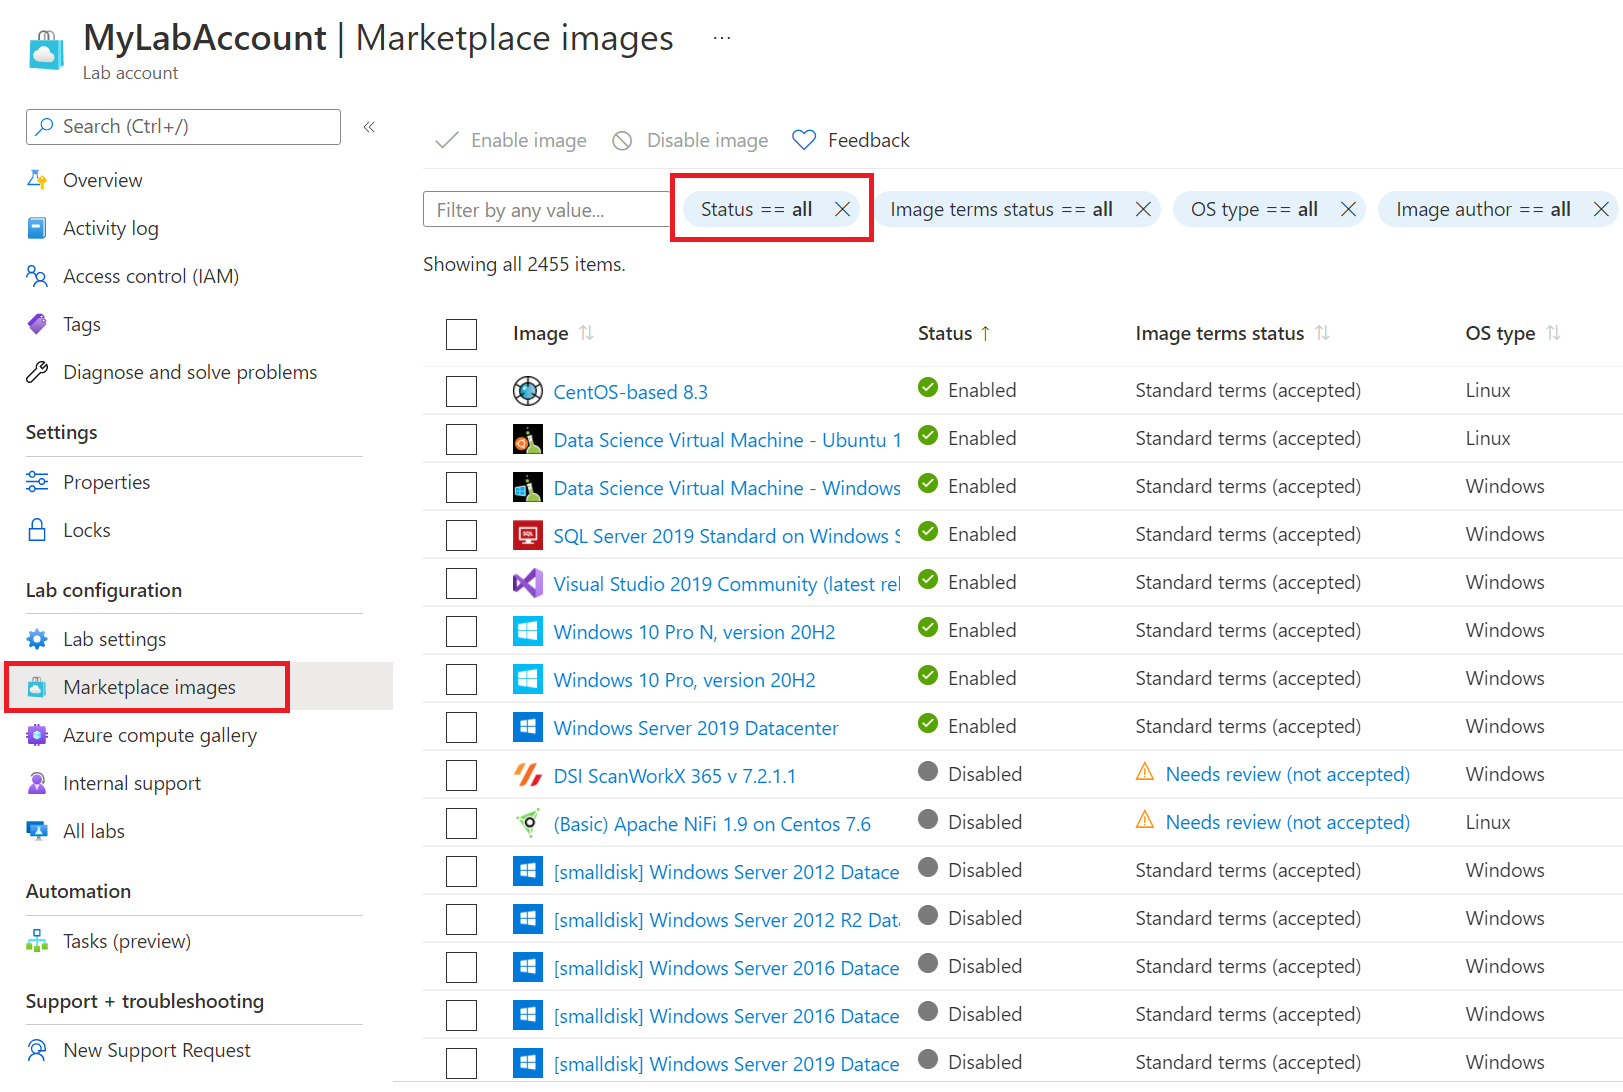 MyLabAccount | Marketplace images ...
Lab account
Search (Ctrl+/) «
Overview
Activity log
Access control (IAM)
Tags
Diagnose and solve problems
Settings
Properties
Locks
Lab configuration
Lab settings
Marketplace images
Azure compute gallery
Internal support
All labs
Automation
Tasks (preview)
Support + troubleshooting
New Support Request
Enable image Disable image Feedback
Filter by any value... Status == all Image terms status == all OS type == all Image author == all
Showing all 2455 items.
Image Status ↑ Image terms status OS type
CentOS-based 8.3 Enabled Standard terms (accepted) Linux
Data Science Virtual Machine - Ubuntu 1 Enabled Standard terms (accepted) Linux
Data Science Virtual Machine - Windows Enabled Standard terms (accepted) Windows
SQL Server 2019 Standard on Windows S Enabled Standard terms (accepted) Windows
Visual Studio 2019 Community (latest rel Enabled Standard terms (accepted) Windows
Windows 10 Pro N, version 20H2 Enabled Standard terms (accepted) Windows
Windows 10 Pro, version 20H2 Enabled Standard terms (accepted) Windows
Windows Server 2019 Datacenter Enabled Standard terms (accepted) Windows
DSI ScanWorkX 365 v 7.2.1.1 Disabled Needs review (not accepted) Windows
(Basic) Apache NiFi 1.9 on Centos 7.6 Disabled Needs review (not accepted) Linux
[smalldisk] Windows Server 2012 Datace Disabled Standard terms (accepted) Windows
[smalldisk] Windows Server 2012 R2 Data Disabled Standard terms (accepted) Windows
[smalldisk] Windows Server 2016 Datace Disabled Standard terms (accepted) Windows
[smalldisk] Windows Server 2016 Datace Disabled Standard terms (accepted) Windows
[smalldisk] Windows Server 2019 Datace Disabled Standard terms (accepted) Windows